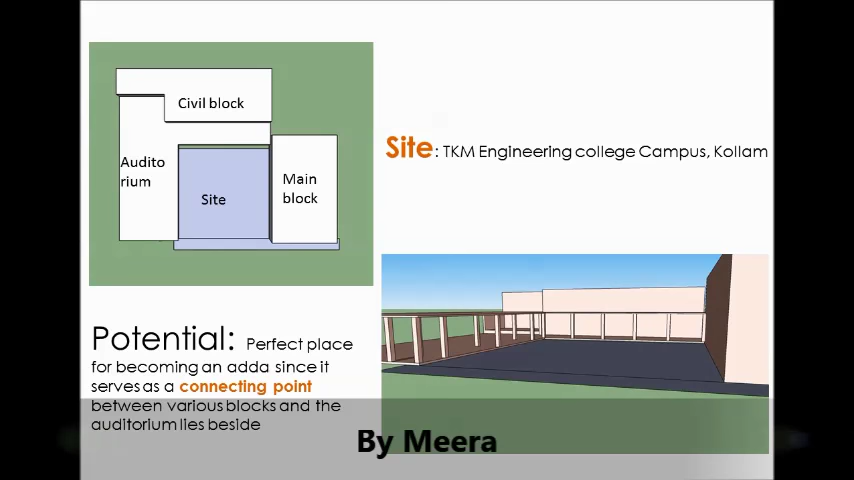 Civil block
Audito
rium
Site
Main
block
Site: TKM Engineering college Campus, Kollam
Potential: Perfect place
for becoming an adda since it
serves as a connecting point
between various blocks and the
auditorium lies beside
By Meera